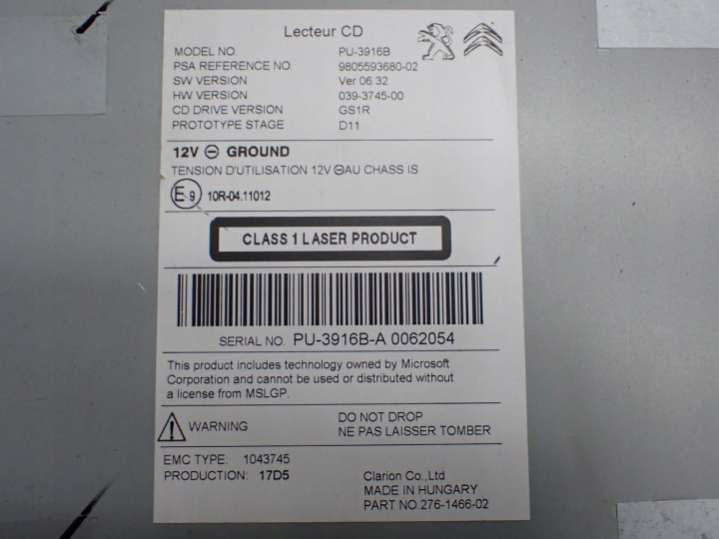 Lecteur CD
MODEL NO. PU-3916B
PSA REFERENCE NO. 9805593680-02
SW VERSION Ver 06.32
HW VERSION 039-3745-00
CD DRIVE VERSION GS1R
PROTOTYPE STAGE D11
12V ⊖ GROUND
TENSION D'UTILISATION 12V ⊖AU CHASS IS
E 9 10R-04.11012
CLASS 1 LASER PRODUCT
SERIAL NO. PU-3916B-A 0062054
This product includes technology owned by Microsoft
Corporation and cannot be used or distributed without
a license from MSLGP.
WARNING
DO NOT DROP
NE PAS LAISSER TOMBER
EMC TYPE: 1043745
PRODUCTION: 17D5
Clarion Co.,Ltd
MADE IN HUNGARY
PART NO.276-1466-02